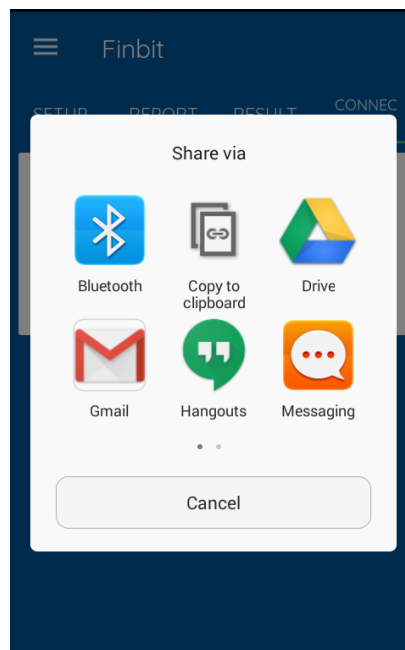 Finbit
SETUP REPORT RESULT CONNEC
Share via
Bluetooth
Copy to
clipboard
Drive
Gmail
Hangouts
Messaging
Cancel